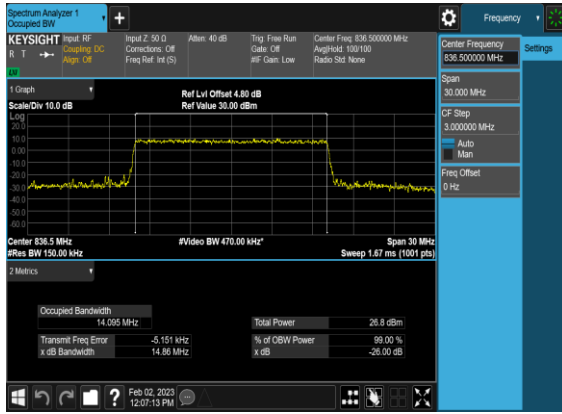 Spectrum Analyzer 1
Occupied BW
+
Frequency
KEYSIGHT
R T
Input: RF
Coupling: DC
Align: Off
Input Z: 50 Ω
Corrections: Off
Freq Ref: Int (S)
Atten: 40 dB
Trig: Free Run
Gate: Off
#IF Gain: Low
Center Freq: 836.500000 MHz
Avg|Hold: 100/100
Radio Std: None
Center Frequency
836.500000 MHz
Settings
Span
30.000 MHz
CF Step
3.000000 MHz
Auto
Man
Freq Offset
0 Hz
1 Graph
Scale/Div 10.0 dB
Ref Lvl Offset 4.80 dB
Ref Value 30.00 dBm
Log
20.0
10.0
0.00
-10.0
-20.0
-30.0
-40.0
-50.0
-60.0
Center 836.5 MHz
#Res BW 150.00 kHz
#Video BW 470.00 kHz*
Span 30 MHz
Sweep 1.67 ms (1001 pts)
2 Metrics
Occupied Bandwidth
14.095 MHz
Total Power 26.8 dBm
Transmit Freq Error -5.151 kHz
% of OBW Power 99.00 %
x dB Bandwidth 14.86 MHz
x dB -26.00 dB
?
Feb 02, 2023
12:07:13 PM